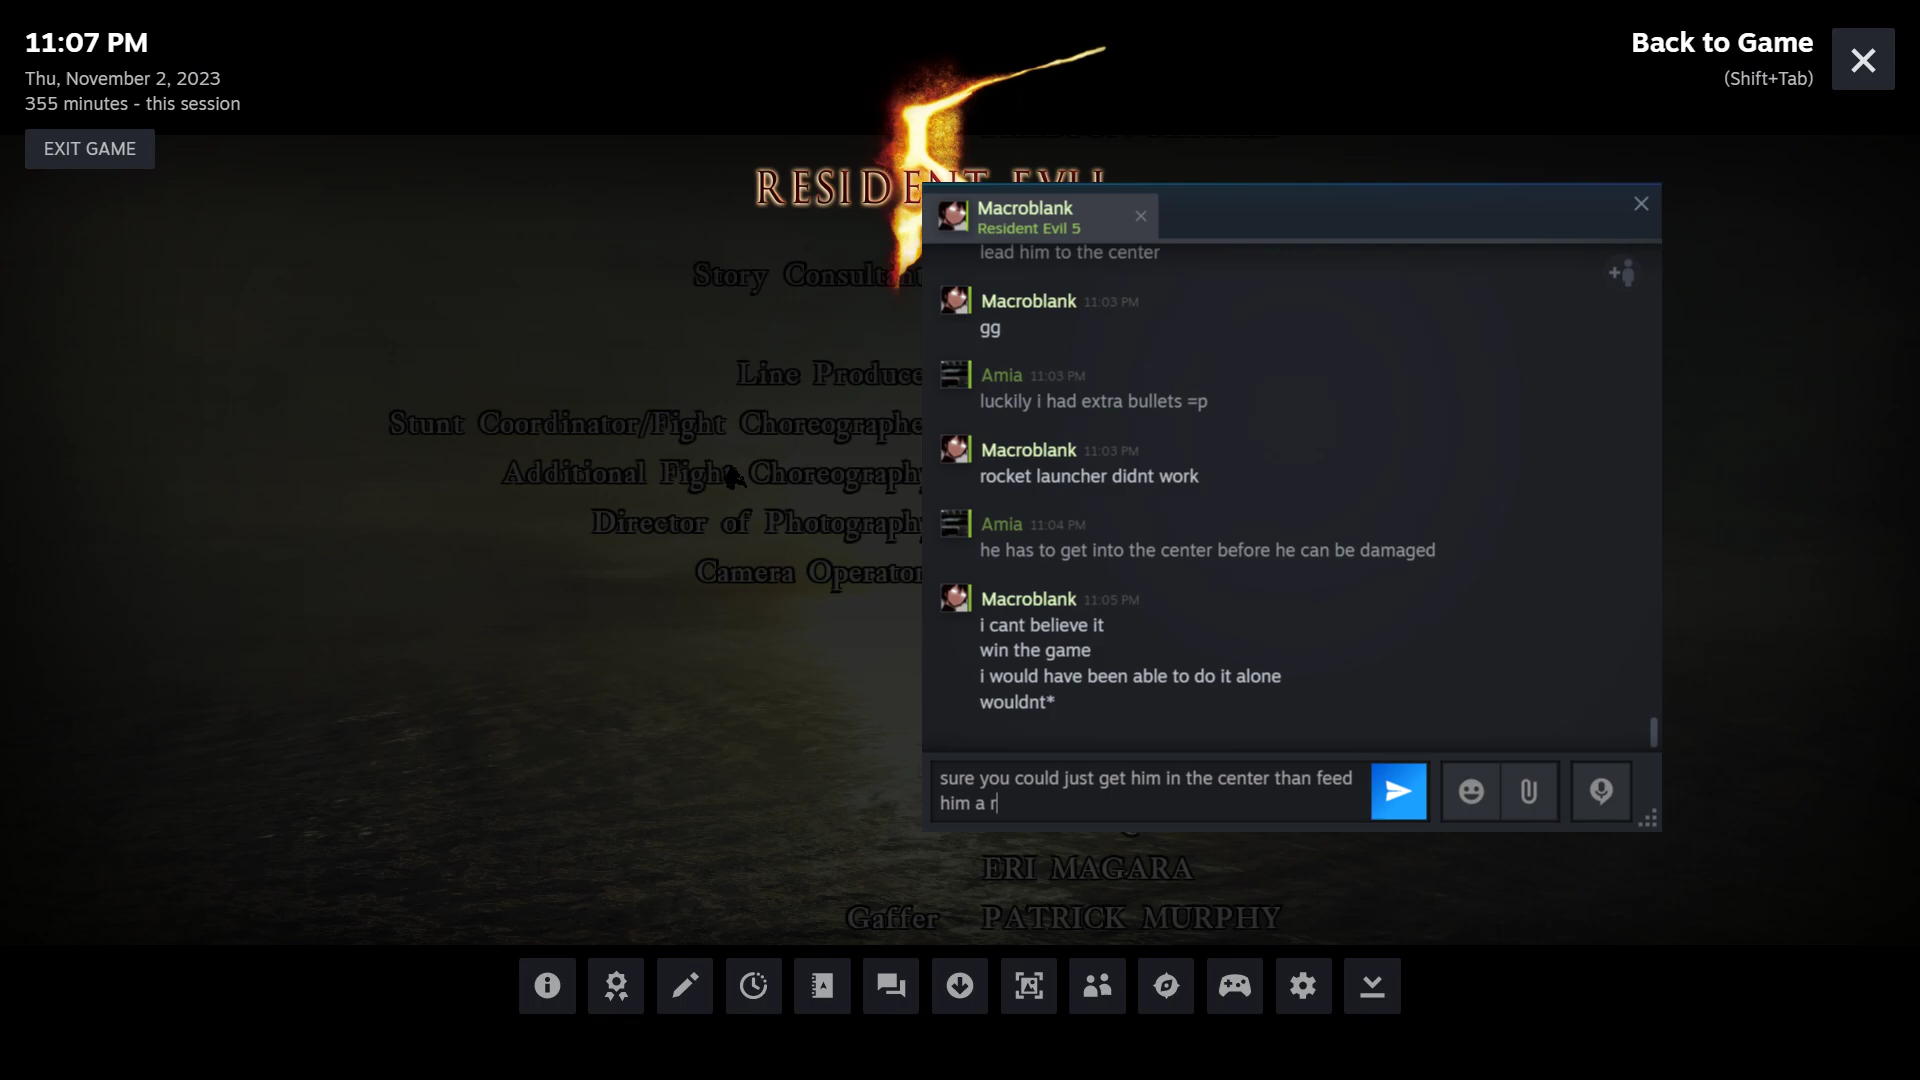 11:07 PM
Thu, November 2, 2023
355 minutes - this session
EXIT GAME
Back to Game
(Shift+Tab)
RESIDENT EVIL
5
Story Consultant
Line Produce
Stunt Coordinator/Fight Choreographe
Additional Fight Choreography
Director of Photography
Camera Operator
Macroblank
Resident Evil 5
lead him to the center
Macroblank 11:03 PM
gg
Amia 11:03 PM
luckily i had extra bullets =p
Macroblank 11:03 PM
rocket launcher didnt work
Amia 11:04 PM
he has to get into the center before he can be damaged
Macroblank 11:05 PM
i cant believe it
win the game
i would have been able to do it alone
wouldnt*
sure you could just get him in the center than feed
him a r
ERI MAGARA
Gaffer PATRICK MURPHY